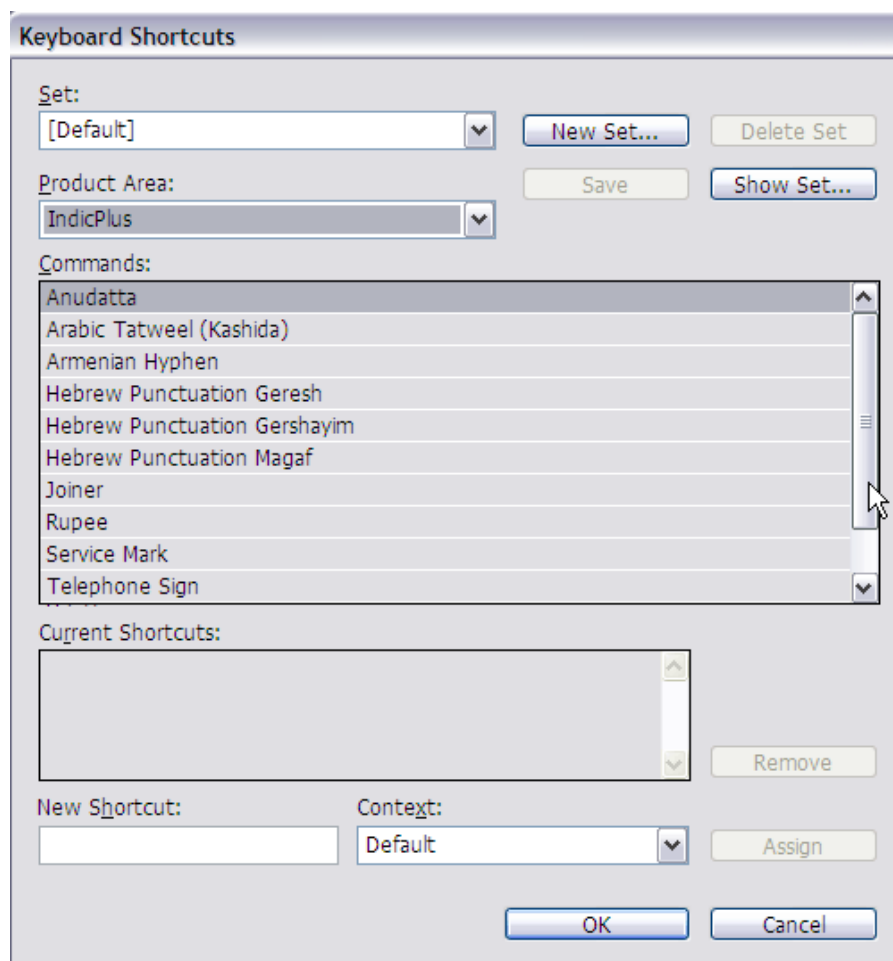 Keyboard Shortcuts
Set:
[Default]
New Set...
Delete Set
Product Area:
Save
Show Set...
IndicPlus
Commands:
Anudatta
Arabic Tatweel (Kashida)
Armenian Hyphen
Hebrew Punctuation Geresh
Hebrew Punctuation Gershayim
Hebrew Punctuation Magaf
Joiner
Rupee
Service Mark
Telephone Sign
Current Shortcuts:
Remove
New Shortcut:
Context:
Default
Assign
OK
Cancel